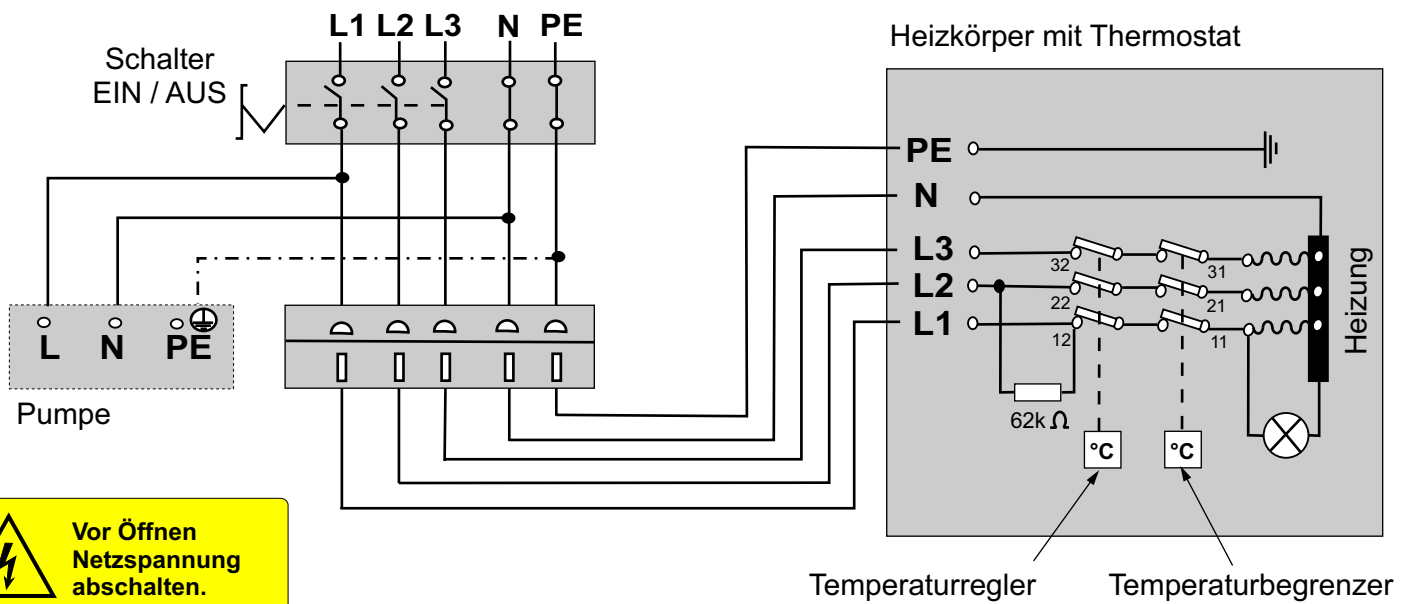 L1 L2 L3 N PE
Schalter
EIN / AUS
L N PE
Pumpe
Vor Öffnen
Netzspannung
abschalten.
Heizkörper mit Thermostat
PE
N
L3
32
31
L2
22
21
L1
12
11
62k Ω
°C
°C
Heizung
Temperaturregler
Temperaturbegrenzer